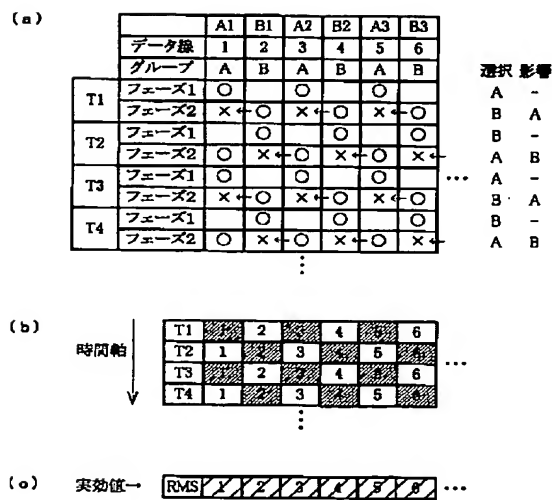 (a)
A1 B1 A2 B2 A3 B3
データ線 1 2 3 4 5 6
グループ A B A B A B 選択 影響
T1 フェーズ1 ○ ○ ○ A -
フェーズ2 ×←○ ×←○ ×←○ B A
T2 フェーズ1 ○ ○ ○ B -
フェーズ2 ○ ×←○ ×←○ ×← A B
T3 フェーズ1 ○ ○ ○ … A -
フェーズ2 ×←○ ×←○ ×←○ B A
T4 フェーズ1 ○ ○ ○ B -
フェーズ2 ○ ×←○ ×←○ ×← A B
⋮
(b)
時間軸
T1 1 2 3 4 5 6
T2 1 2 3 4 5 6 …
T3 1 2 3 4 5 6
T4 1 2 3 4 5 6
⋮
(c) 実効値→ RMS 1 2 3 4 5 6 …